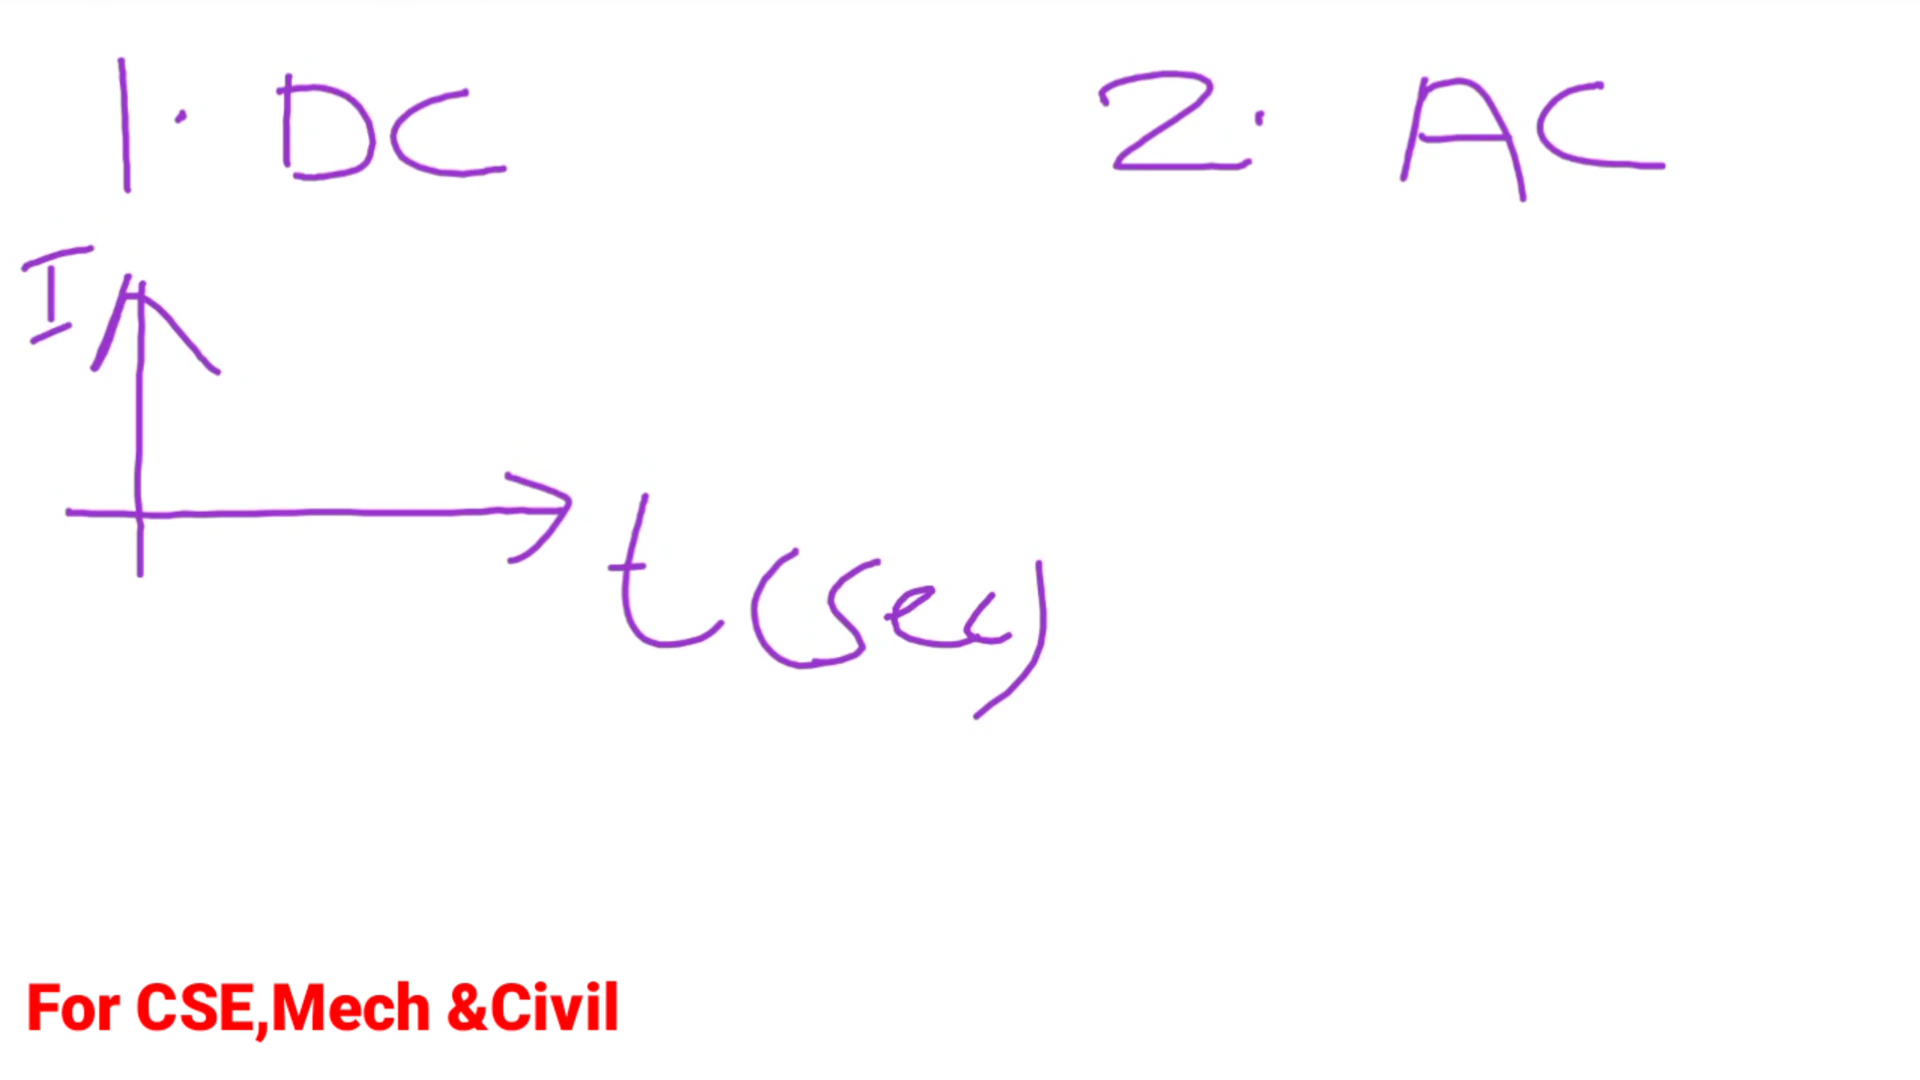 1. DC
2. AC
I
t (sec)
For CSE,Mech &Civil